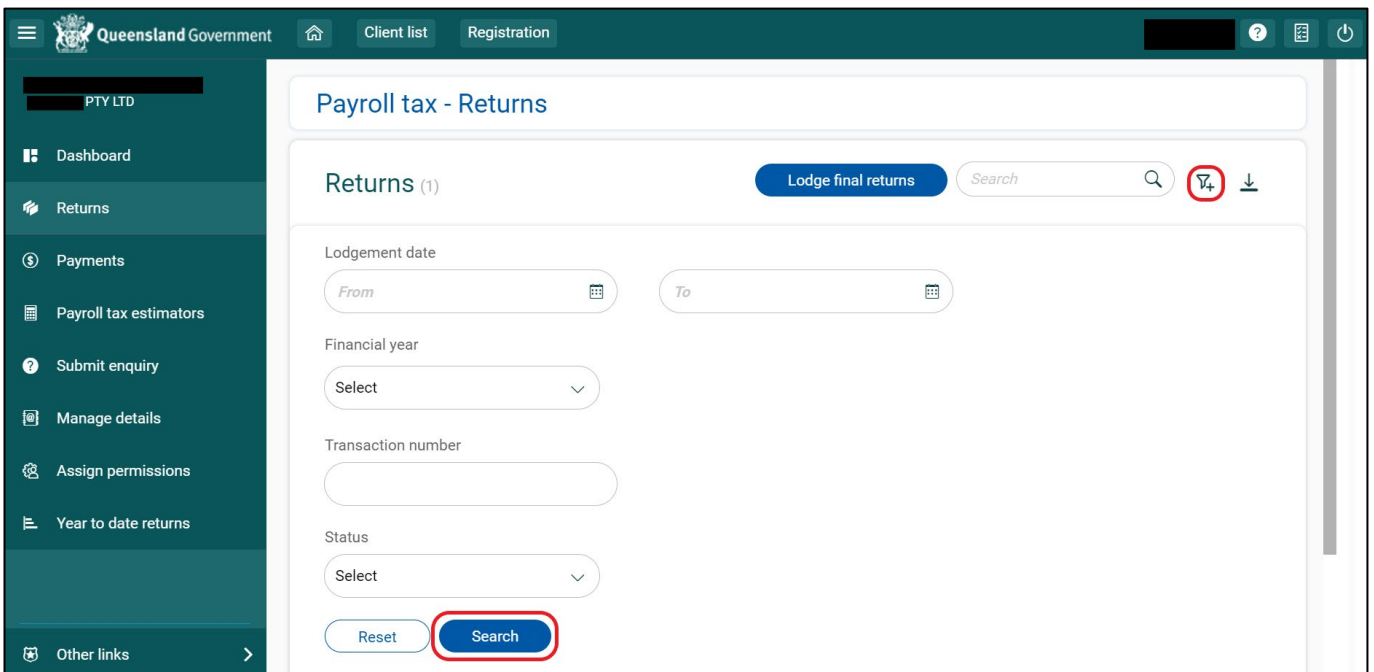 Queensland Government
Client list
Registration
PTY LTD
Dashboard
Returns
Payments
Payroll tax estimators
Submit enquiry
Manage details
Assign permissions
Year to date returns
Other links
Payroll tax - Returns
Returns (1)
Lodge final returns
Search
Lodgement date
From
To
Financial year
Select
Transaction number
Status
Select
Reset
Search